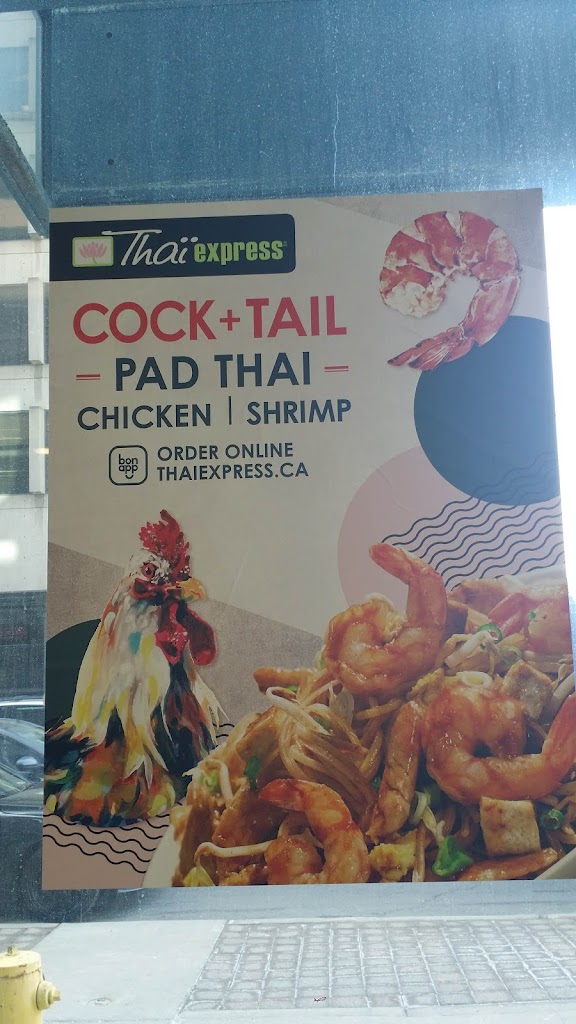 Thaï express
COCK+TAIL
PAD THAI
CHICKEN | SHRIMP
bon
app
ORDER ONLINE
THAIEXPRESS.CA